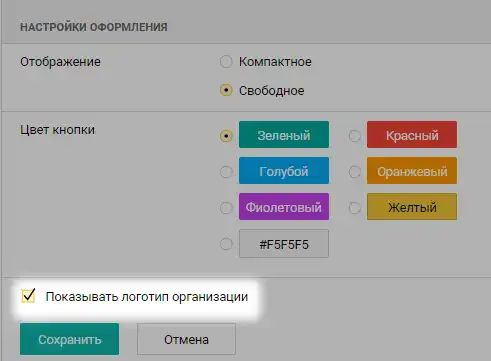 НАСТРОЙКИ ОФОРМЛЕНИЯ
Отображение Компактное
Свободное
Цвет кнопки Зеленый Красный
Голубой Оранжевый
Фиолетовый Желтый
#F5F5F5
Показывать логотип организации
Сохранить Отмена